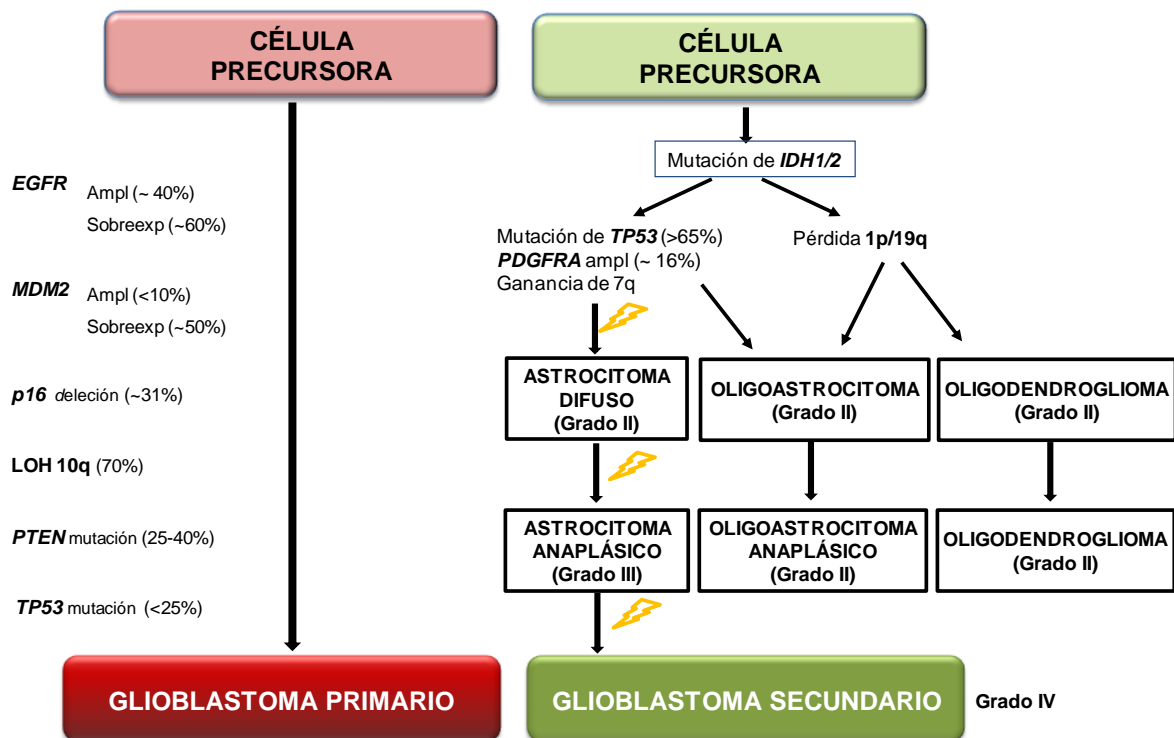 CÉLULA
PRECURSORA
CÉLULA
PRECURSORA
Mutación de IDH1/2
EGFR
Ampl (~ 40%)
Sobreexp (~60%)
MDM2
Ampl (<10%)
Sobreexp (~50%)
p16 deleción (~31%)
LOH 10q (70%)
PTEN mutación (25-40%)
TP53 mutación (<25%)
Mutación de TP53 (>65%)
PDGFRA ampl (~ 16%)
Ganancia de 7q
Pérdida 1p/19q
ASTROCITOMA
DIFUSO
(Grado II)
OLIGOASTROCITOMA
(Grado II)
OLIGODENDROGLIOMA
(Grado II)
ASTROCITOMA
ANAPLÁSICO
(Grado III)
OLIGOASTROCITOMA
ANAPLÁSICO
(Grado II)
OLIGODENDROGLIOMA
(Grado II)
GLIOBLASTOMA PRIMARIO
GLIOBLASTOMA SECUNDARIO
Grado IV